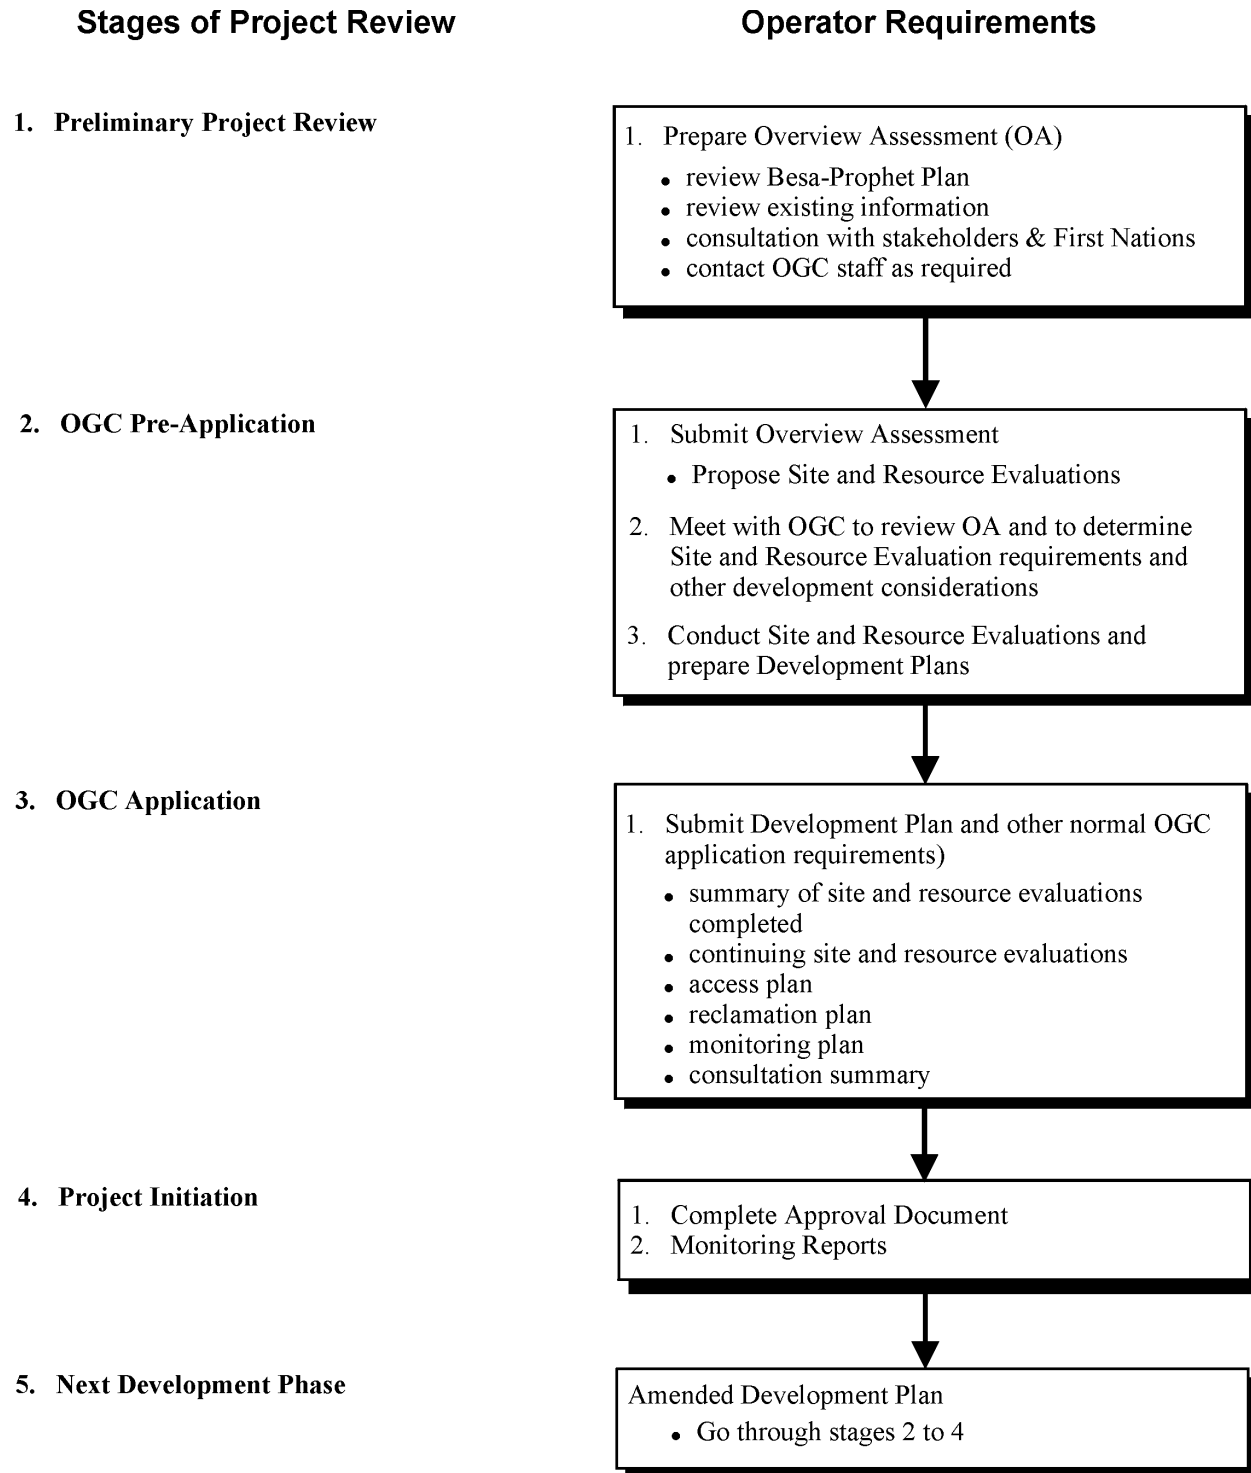 Stages of Project Review
Operator Requirements
1. Preliminary Project Review
1. Prepare Overview Assessment (OA)
• review Besa-Prophet Plan
• review existing information
• consultation with stakeholders & First Nations
• contact OGC staff as required
2. OGC Pre-Application
1. Submit Overview Assessment
• Propose Site and Resource Evaluations
2. Meet with OGC to review OA and to determine
Site and Resource Evaluation requirements and
other development considerations
3. Conduct Site and Resource Evaluations and
prepare Development Plans
3. OGC Application
1. Submit Development Plan and other normal OGC
application requirements)
• summary of site and resource evaluations
completed
• continuing site and resource evaluations
• access plan
• reclamation plan
• monitoring plan
• consultation summary
4. Project Initiation
1. Complete Approval Document
2. Monitoring Reports
5. Next Development Phase
Amended Development Plan
• Go through stages 2 to 4